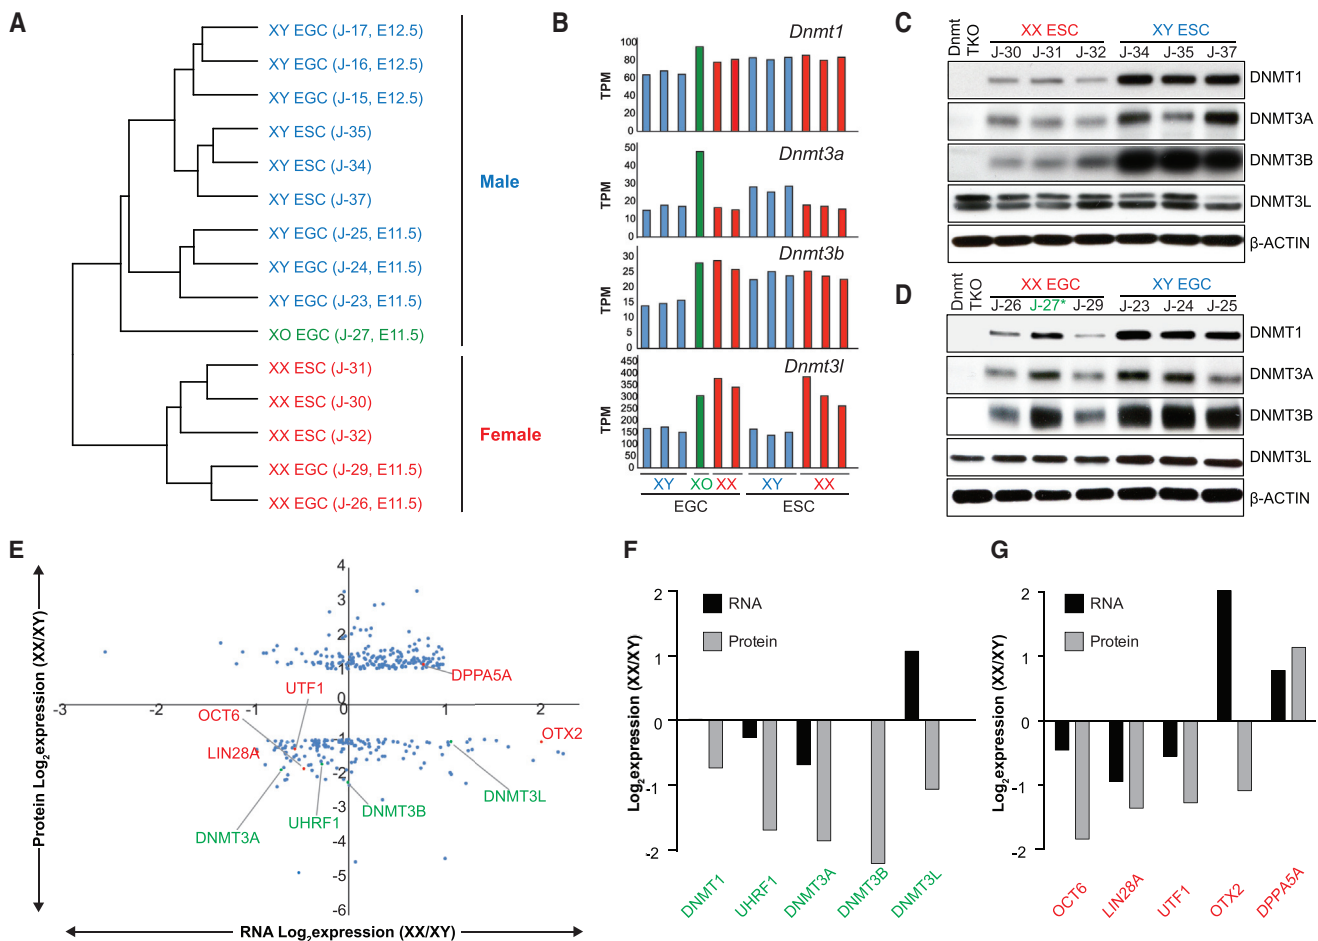 A
XY EGC (J-17, E12.5)
XY EGC (J-16, E12.5)
XY EGC (J-15, E12.5)
XY ESC (J-35)
XY ESC (J-34)
XY ESC (J-37)
XY EGC (J-25, E11.5)
XY EGC (J-24, E11.5)
XY EGC (J-23, E11.5)
XO EGC (J-27, E11.5)
XX ESC (J-31)
XX ESC (J-30)
XX ESC (J-32)
XX EGC (J-29, E11.5)
XX EGC (J-26, E11.5)
Male
Female
B
Dnmt1
TPM
100
80
60
40
20
0
Dnmt3a
TPM
50
40
30
20
10
0
Dnmt3b
TPM
30
25
20
15
10
5
0
Dnmt3l
TPM
450
400
350
300
250
200
150
100
50
0
XY XO XX XY XX
EGC ESC
C
Dnmt TKO
XX ESC XY ESC
J-30 J-31 J-32 J-34 J-35 J-37
DNMT1
DNMT3A
DNMT3B
DNMT3L
β-ACTIN
D
Dnmt TKO
XX EGC XY EGC
J-26 J-27* J-29 J-23 J-24 J-25
DNMT1
DNMT3A
DNMT3B
DNMT3L
β-ACTIN
E
Protein Log2expression (XX/XY)
4
3
2
1
0
-1
-2
-3
-4
-5
-6
-3 -2 -1 0 1 2
DPPA5A
UTF1
OCT6
LIN28A
OTX2
DNMT3L
DNMT3B
UHRF1
DNMT3A
RNA Log2expression (XX/XY)
F
Log2expression (XX/XY)
2
1
0
-1
-2
RNA
Protein
DNMT1
UHRF1
DNMT3A
DNMT3B
DNMT3L
G
Log2expression (XX/XY)
2
1
0
-1
-2
RNA
Protein
OCT6
LIN28A
UTF1
OTX2
DPPA5A